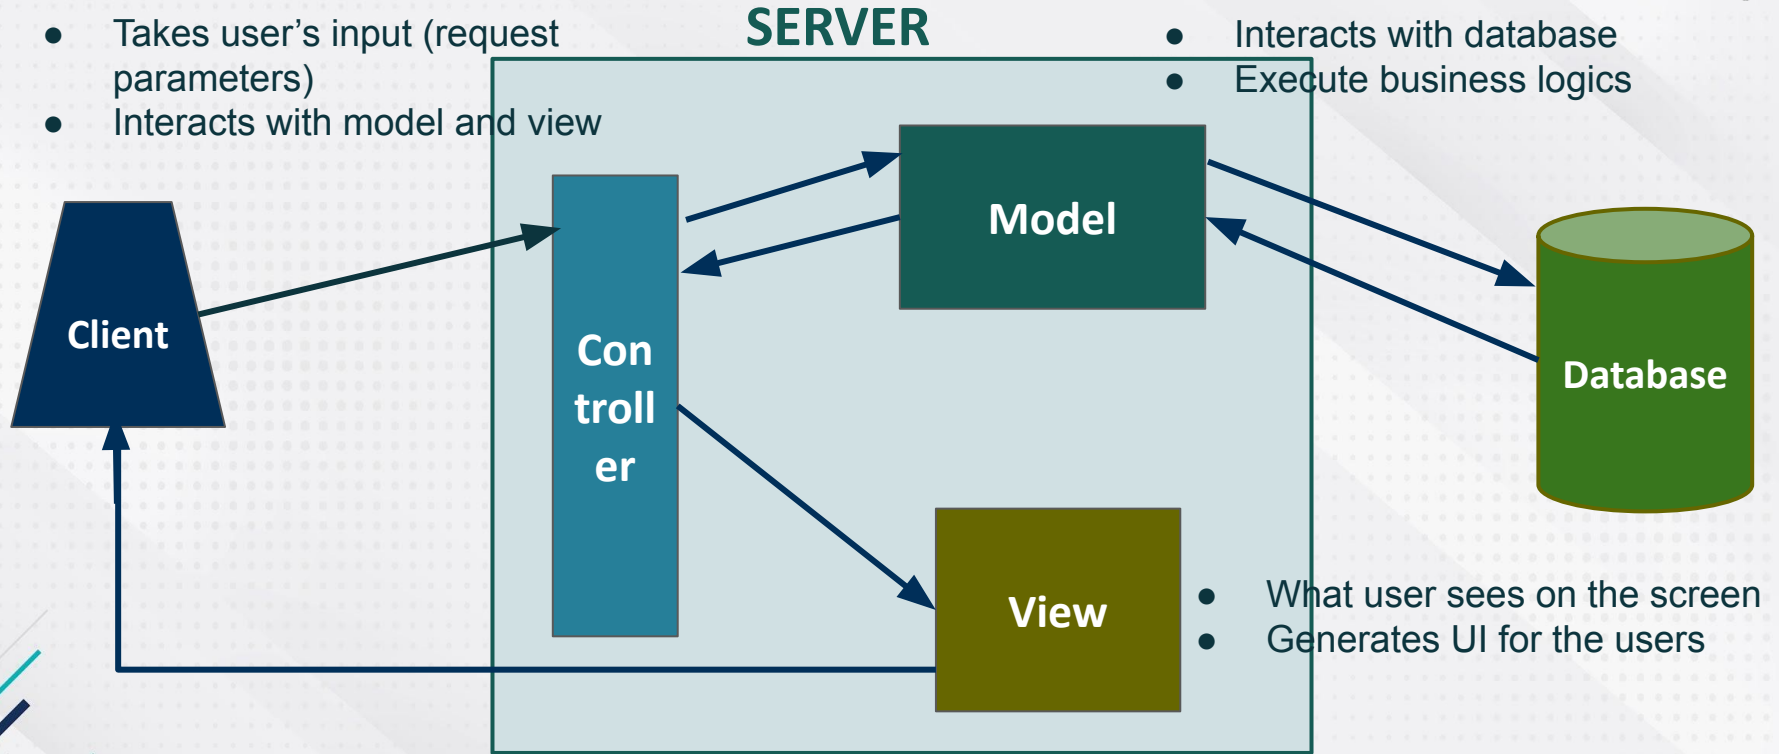 ● Takes user’s input (request
parameters)
● Interacts with model and view
SERVER
● Interacts with database
● Execute business logics
Client
Con
troll
er
Model
Database
View
● What user sees on the screen
● Generates UI for the users